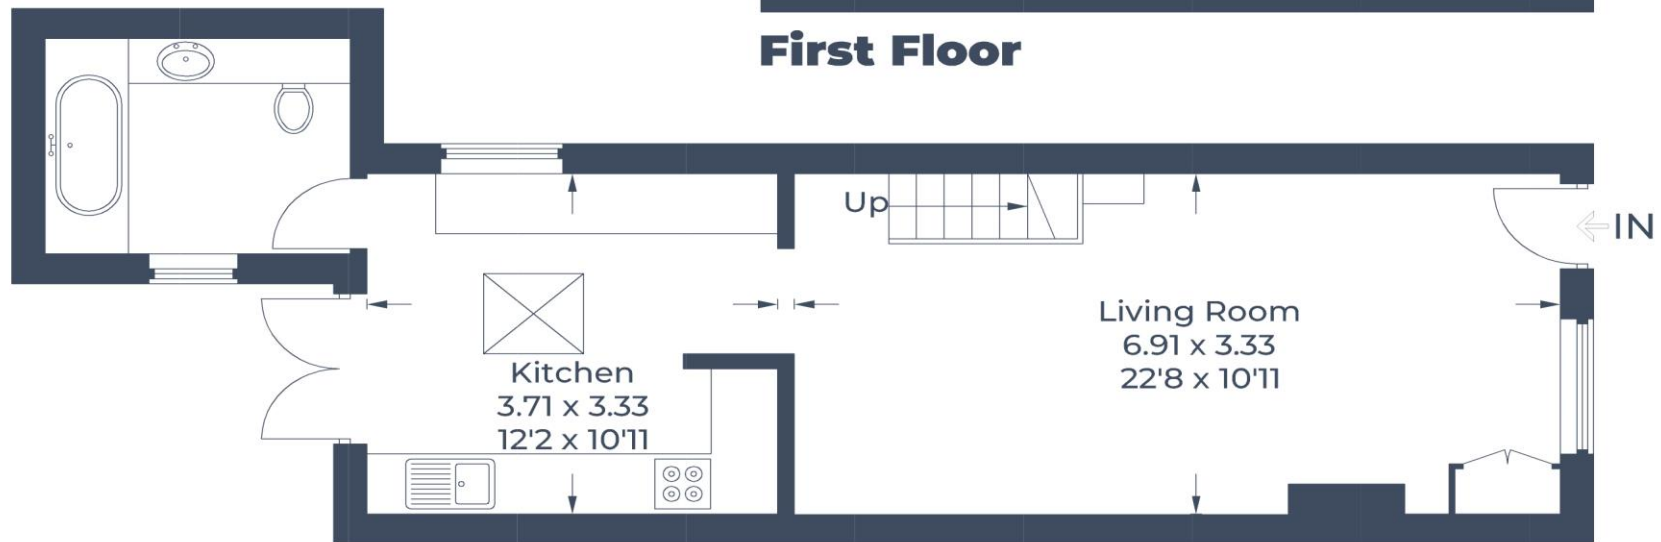 First Floor
Up
IN
Living Room
6.91 x 3.33
22'8 x 10'11
Kitchen
3.71 x 3.33
12'2 x 10'11